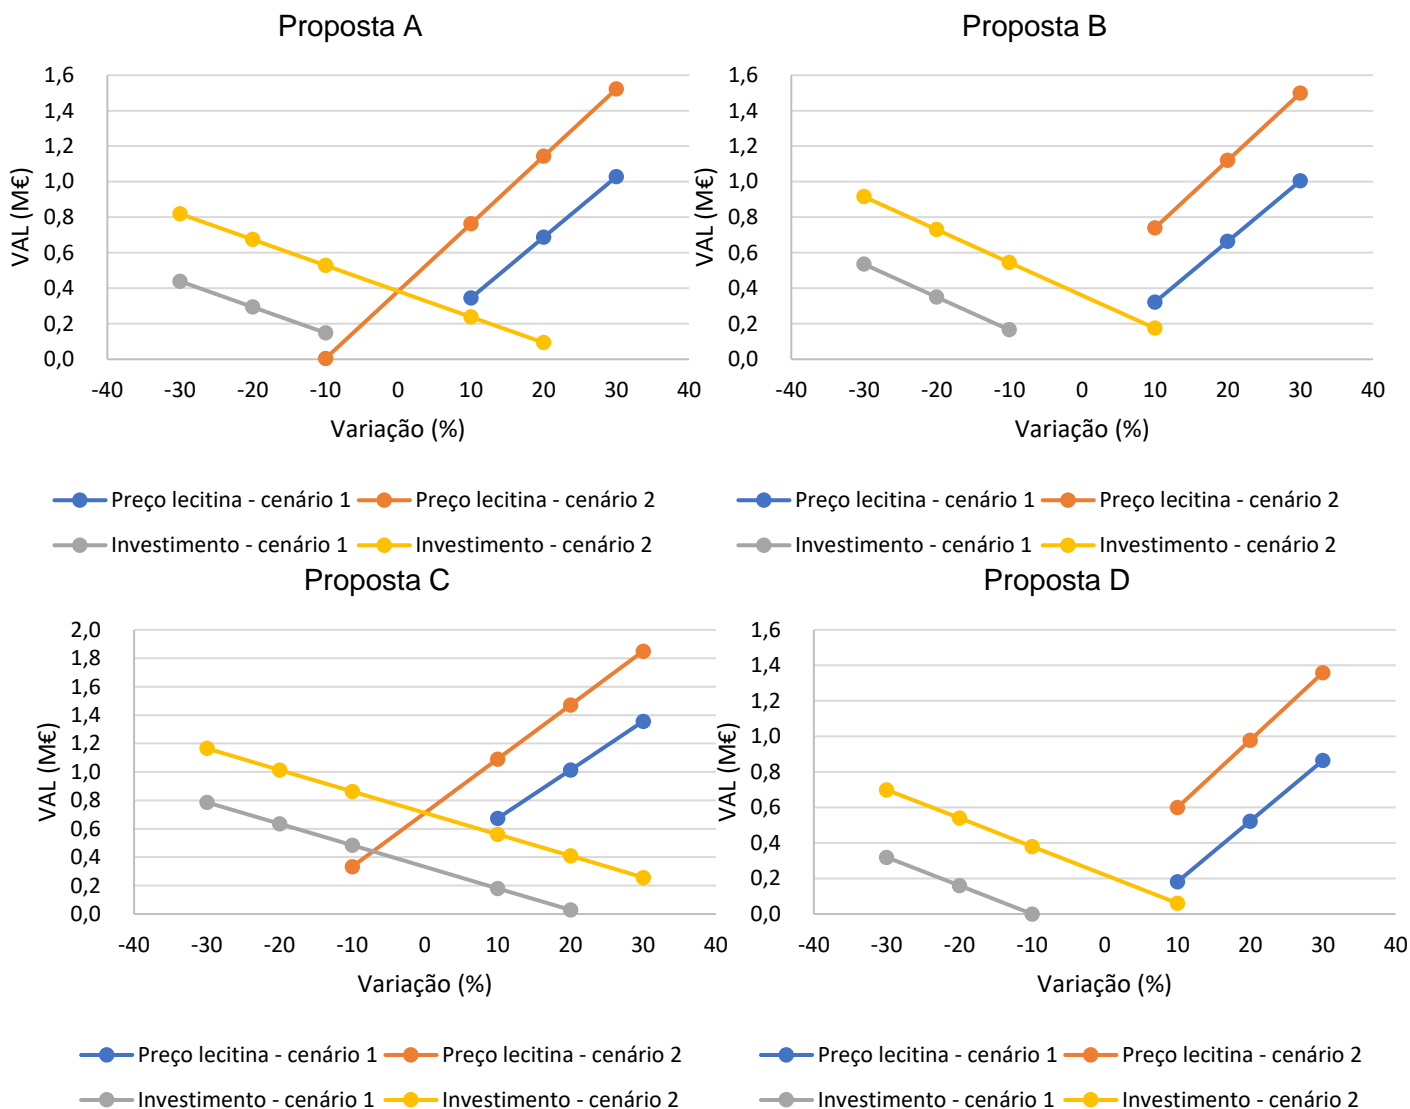 Proposta A
1,6
1,4
1,2
1,0
0,8
0,6
0,4
0,2
0,0
-40 -30 -20 -10 0 10 20 30 40
VAL (M€)
Variação (%)
Preço lecitina - cenário 1 Preço lecitina - cenário 2
Investimento - cenário 1 Investimento - cenário 2
Proposta B
1,6
1,4
1,2
1,0
0,8
0,6
0,4
0,2
0,0
-40 -30 -20 -10 0 10 20 30 40
VAL (M€)
Variação (%)
Preço lecitina - cenário 1 Preço lecitina - cenário 2
Investimento - cenário 1 Investimento - cenário 2
Proposta C
2,0
1,8
1,6
1,4
1,2
1,0
0,8
0,6
0,4
0,2
0,0
-40 -30 -20 -10 0 10 20 30 40
VAL (M€)
Variação (%)
Preço lecitina - cenário 1 Preço lecitina - cenário 2
Investimento - cenário 1 Investimento - cenário 2
Proposta D
1,6
1,4
1,2
1,0
0,8
0,6
0,4
0,2
0,0
-40 -30 -20 -10 0 10 20 30 40
VAL (M€)
Variação (%)
Preço lecitina - cenário 1 Preço lecitina - cenário 2
Investimento - cenário 1 Investimento - cenário 2